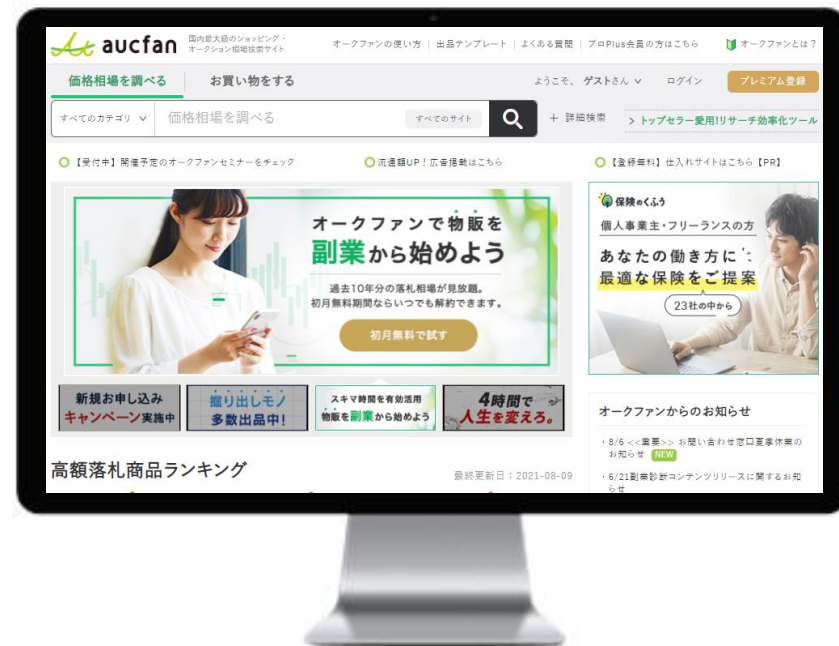 aucfan
国内最大級のショッピング・
オークション相場検索サイト
オークファンの使い方 | 出品テンプレート | よくある質問 | プロPlus会員の方はこちら
オークファンとは？
価格相場を調べる
お買い物をする
ようこそ、ゲストさん ∨
ログイン
プレミアム登録
すべてのカテゴリ ∨
価格相場を調べる
すべてのサイト
＋ 詳細検索
> トップセラー愛用!リサーチ効率化ツール
【受付中】開催予定のオークファンセミナーをチェック
流通額UP！広告掲載はこちら
【登録無料】仕入れサイトはこちら【PR】
オークファンで物販を
副業から始めよう
過去10年分の落札相場が見放題。
初月無料期間ならいつでも解約できます。
初月無料で試す
保険のくふう
個人事業主・フリーランスの方
あなたの働き方に
最適な保険をご提案
23社の中から
新規お申し込み
キャンペーン実施中
掘り出しモノ
多数出品中!
スキマ時間を有効活用
物販を副業から始めよう
4時間で
人生を変えろ。
オークファンからのお知らせ
・8/6 <<重要>> お問い合わせ窓口夏季休業の
お知らせ NEW
・6/21副業診断コンテンツリリースに関するお知
らせ
高額落札商品ランキング
最終更新日：2021-08-09